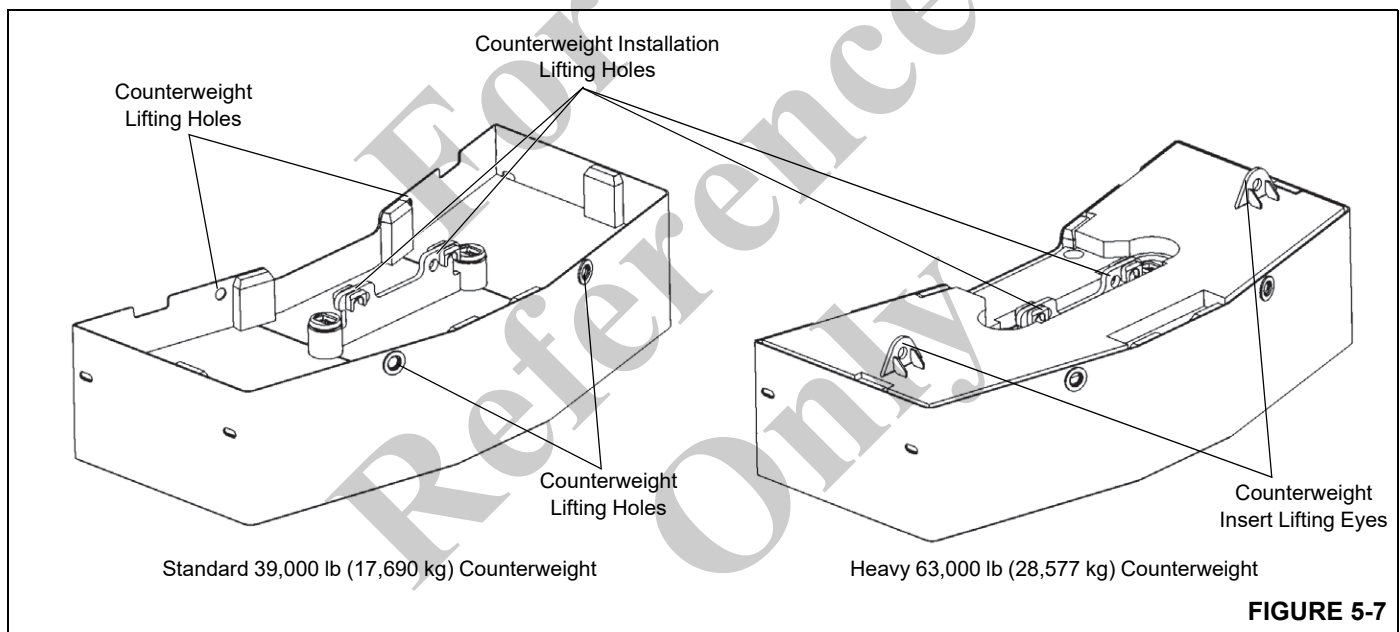 Counterweight Installation
Lifting Holes
Counterweight
Lifting Holes
Counterweight
Lifting Holes
Counterweight
Insert Lifting Eyes
Standard 39,000 lb (17,690 kg) Counterweight
Heavy 63,000 lb (28,577 kg) Counterweight
FIGURE 5-7
For
Reference
Only